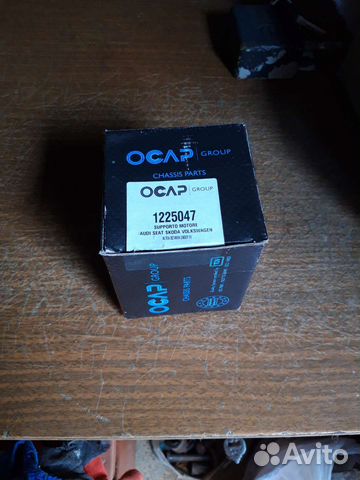 OCAP GROUP
CHASSIS PARTS
OCAP GROUP
1225047
SUPPORTO MOTORE
AUDI SEAT SKODA VOLKSWAGEN
OCAP GROUP
CHASSIS PARTS
Avito